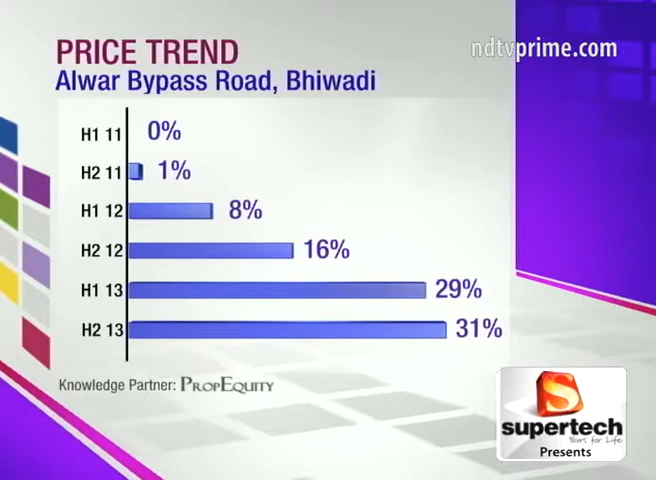 PRICE TREND
ndtvprime.com
Alwar Bypass Road, Bhiwadi
H1 11 0%
H2 11 1%
H1 12 8%
H2 12 16%
H1 13 29%
H2 13 31%
Knowledge Partner: PROPEQUITY
S
supertech
Yours for Life.
Presents